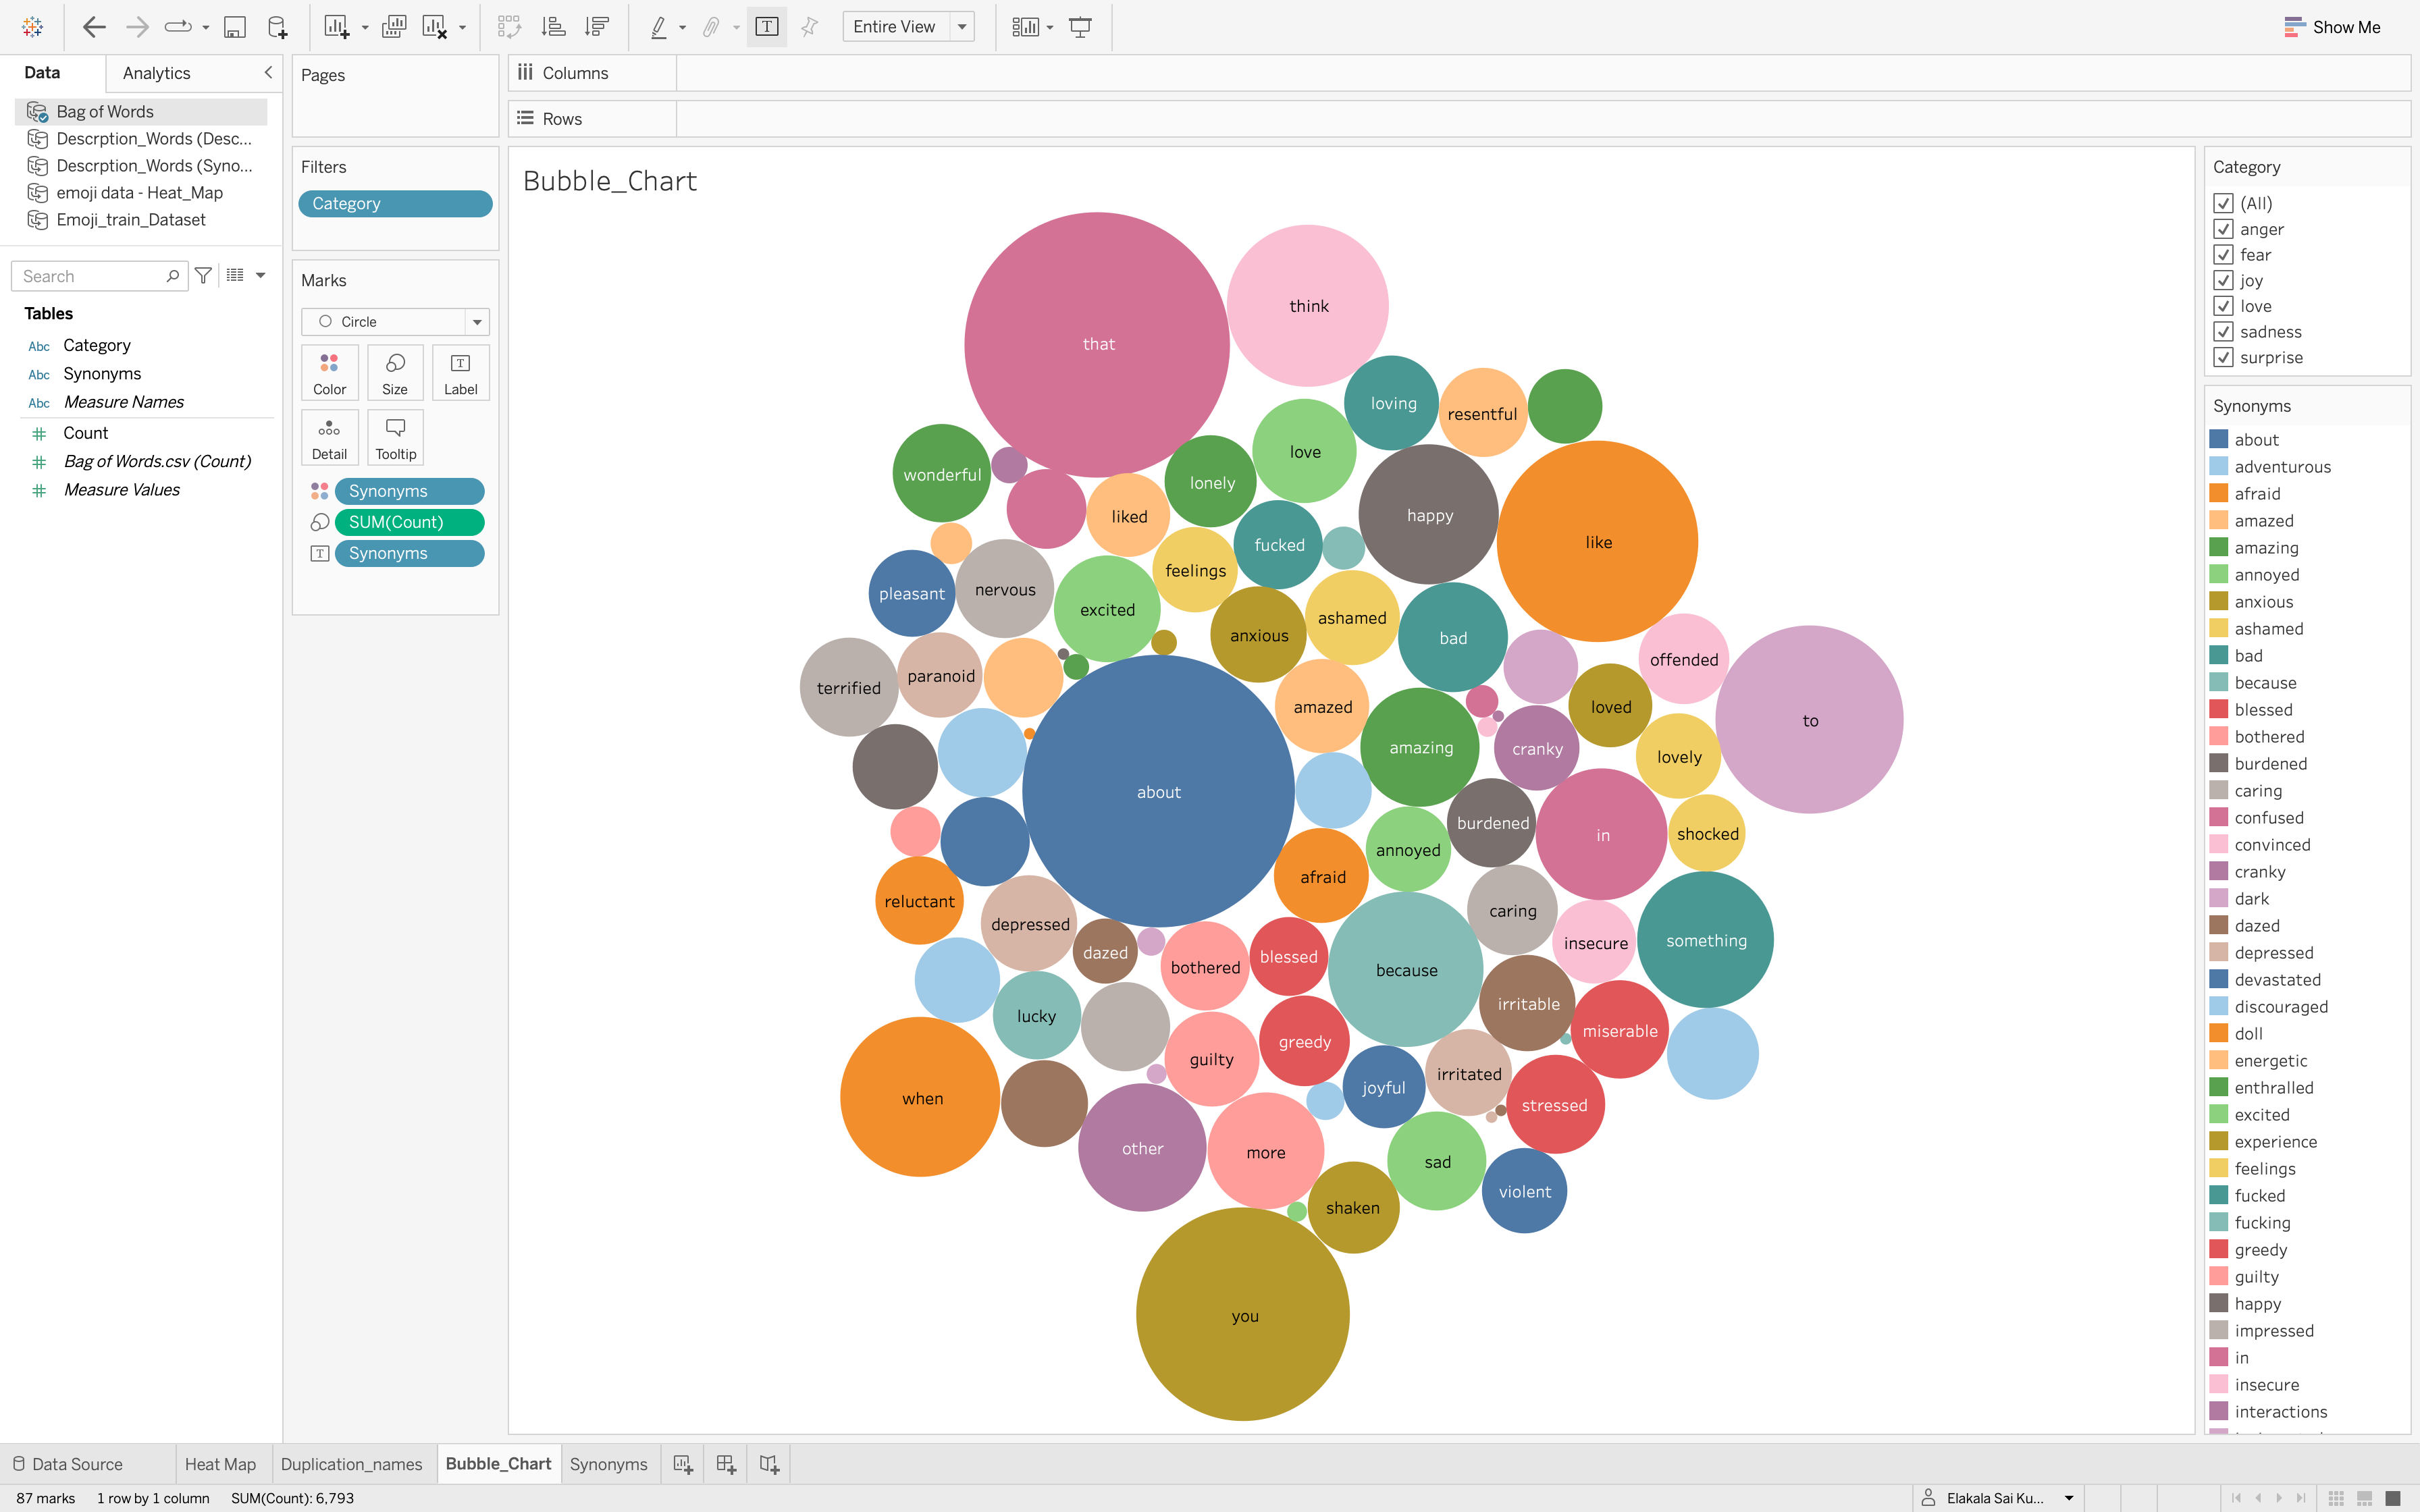 Entire View
Show Me
Data
Analytics
Bag of Words
Descrption_Words (Desc...
Descrption_Words (Syno...
emoji data - Heat_Map
Emoji_train_Dataset
Search
Tables
Abc Category
Abc Synonyms
Abc Measure Names
Count
Bag of Words.csv (Count)
Measure Values
Pages
Filters
Category
Marks
Circle
Color
Size
Label
Detail
Tooltip
Synonyms
SUM(Count)
Synonyms
Columns
Rows
Bubble_Chart
think
that
loving
resentful
love
wonderful
lonely
happy
liked
like
fucked
feelings
nervous
pleasant
excited
ashamed
anxious
bad
offended
paranoid
terrified
amazed
loved
to
amazing
cranky
lovely
about
burdened
shocked
in
annoyed
afraid
reluctant
caring
depressed
something
insecure
dazed
blessed
bothered
because
irritable
lucky
miserable
greedy
guilty
irritated
joyful
when
stressed
other
more
sad
violent
shaken
you
Category
(All)
anger
fear
joy
love
sadness
surprise
Synonyms
about
adventurous
afraid
amazed
amazing
annoyed
anxious
ashamed
bad
because
blessed
bothered
burdened
caring
confused
convinced
cranky
dark
dazed
depressed
devastated
discouraged
doll
energetic
enthralled
excited
experience
feelings
fucked
fucking
greedy
guilty
happy
impressed
in
insecure
interactions
Data Source
Heat Map
Duplication_names
Bubble_Chart
Synonyms
87 marks
1 row by 1 column
SUM(Count): 6,793
Elakala Sai Ku...